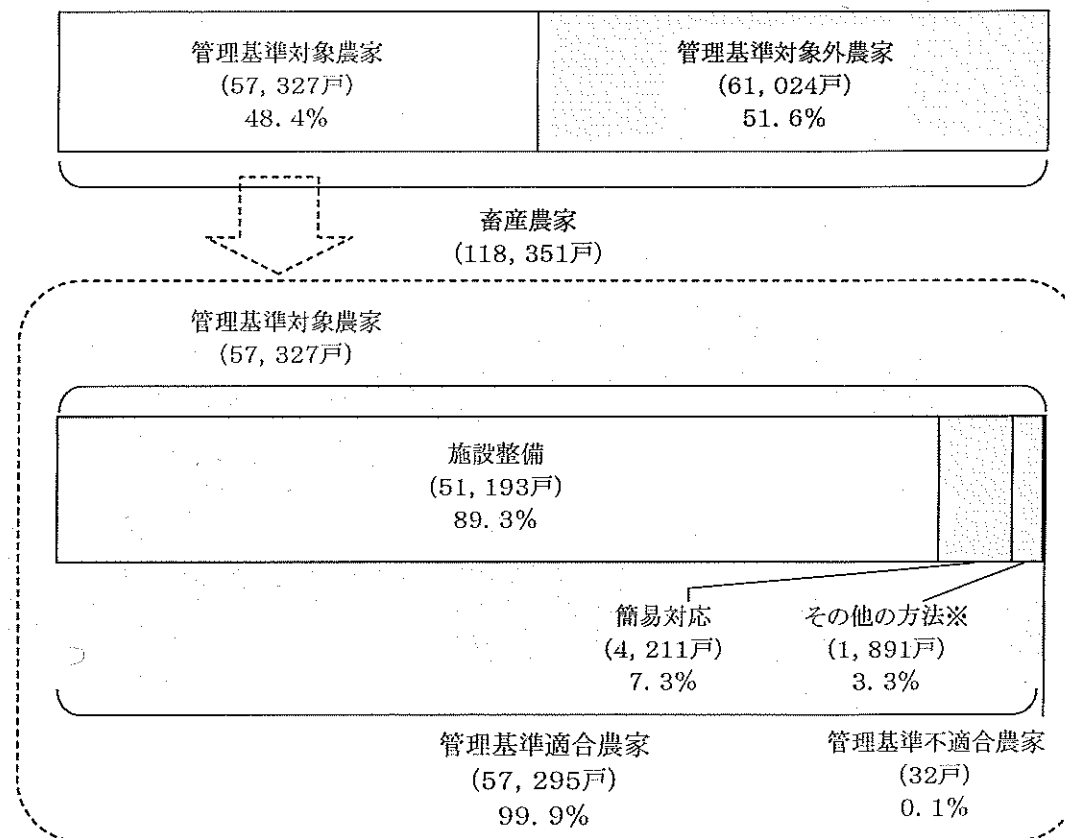 管理基準対象農家
(57, 327戸)
48. 4%
管理基準対象外農家
(61, 024戸)
51. 6%
畜産農家
(118, 351戸)
管理基準対象農家
(57, 327戸)
施設整備
(51, 193戸)
89. 3%
簡易対応
(4, 211戸)
7. 3%
その他の方法※
(1, 891戸)
3. 3%
管理基準適合農家
(57, 295戸)
99. 9%
管理基準不適合農家
(32戸)
0. 1%